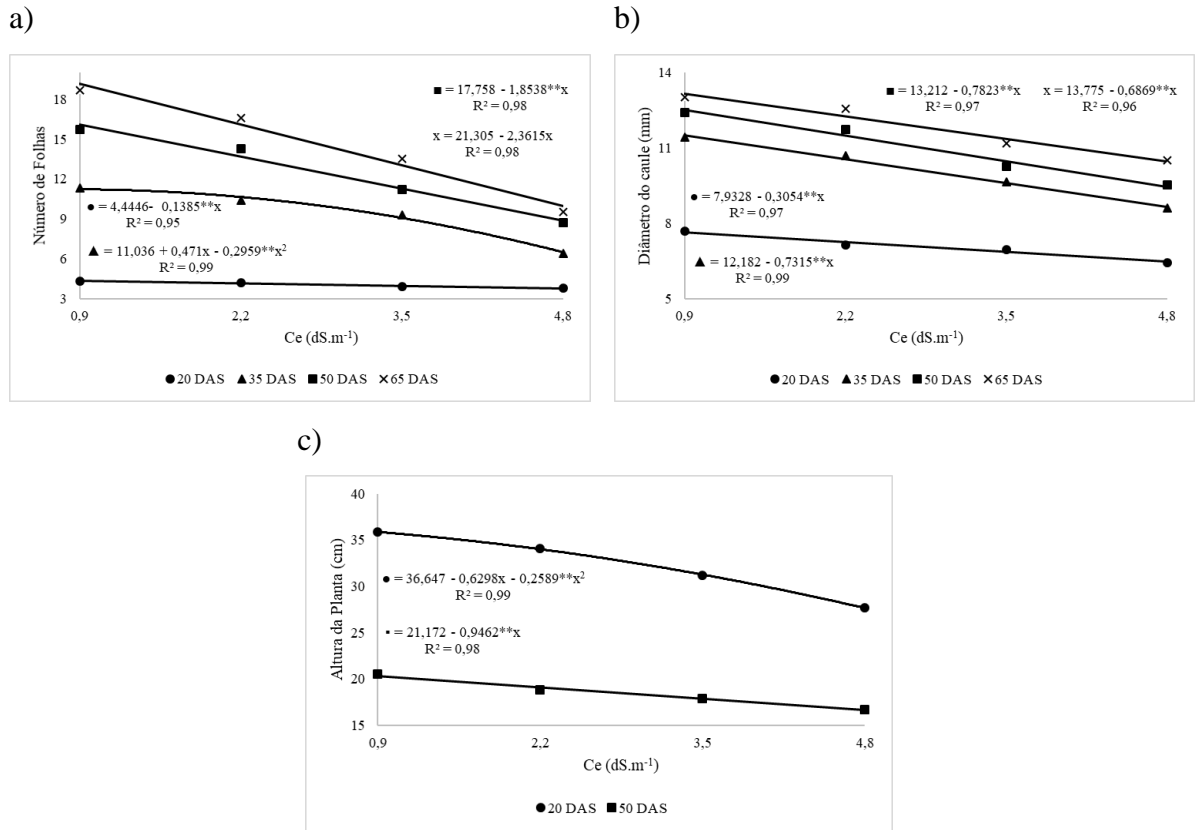 a)
Número de Folhas
18
15
12
9
6
3
0,9
2,2
3,5
4,8
■ = 17,758 - 1,8538**x
R² = 0,98
x = 21,305 - 2,3615x
R² = 0,98
● = 4,4446- 0,1385**x
R² = 0,95
▲ = 11,036 + 0,471x - 0,2959**x²
R² = 0,99
Ce (dS.m⁻¹)
●20 DAS ▲35 DAS ■50 DAS ×65 DAS
b)
Diâmetro do caule (mm)
14
11
8
5
0,9
2,2
3,5
4,8
■ = 13,212 - 0,7823**x
R² = 0,97
x = 13,775 - 0,6869**x
R² = 0,96
● = 7,9328 - 0,3054**x
R² = 0,97
▲ = 12,182 - 0,7315**x
R² = 0,99
Ce (dS.m⁻¹)
●20 DAS ▲35 DAS ■50 DAS ×65 DAS
c)
Altura da Planta (cm)
40
35
30
25
20
15
0,9
2,2
3,5
4,8
● = 36,647 - 0,6298x - 0,2589**x²
R² = 0,99
▪ = 21,172 - 0,9462**x
R² = 0,98
Ce (dS.m⁻¹)
●20 DAS ■50 DAS